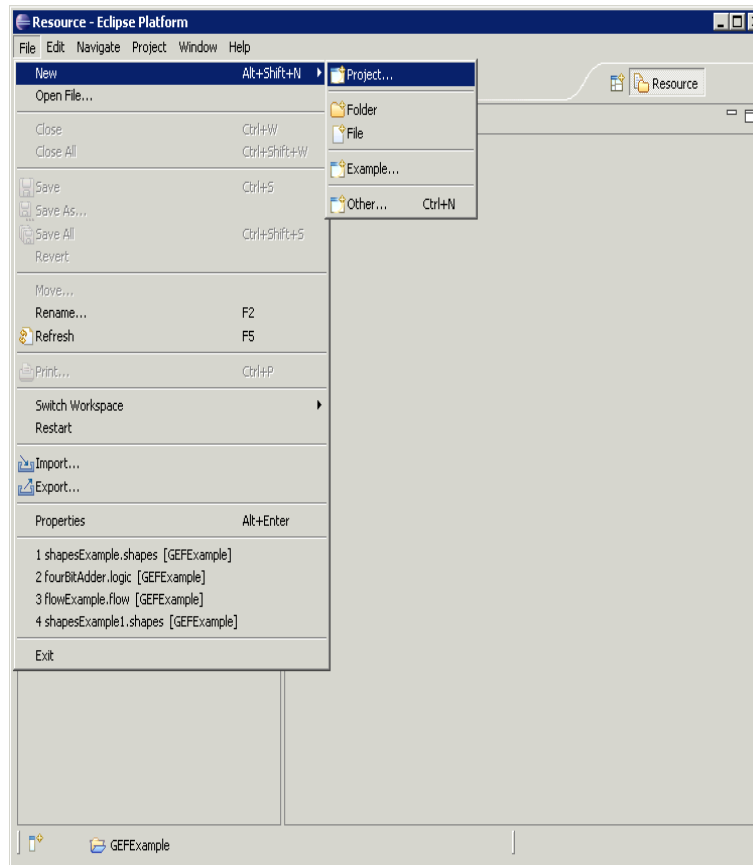 Resource - Eclipse Platform
File Edit Navigate Project Window Help
New Alt+Shift+N
Open File...
Close Ctrl+W
Close All Ctrl+Shift+W
Save Ctrl+S
Save As...
Save All Ctrl+Shift+S
Revert
Move...
Rename... F2
Refresh F5
Print... Ctrl+P
Switch Workspace
Restart
Import...
Export...
Properties Alt+Enter
1 shapesExample.shapes [GEFExample]
2 fourBitAdder.logic [GEFExample]
3 flowExample.flow [GEFExample]
4 shapesExample1.shapes [GEFExample]
Exit
Project...
Folder
File
Example...
Other... Ctrl+N
Resource
GEFExample